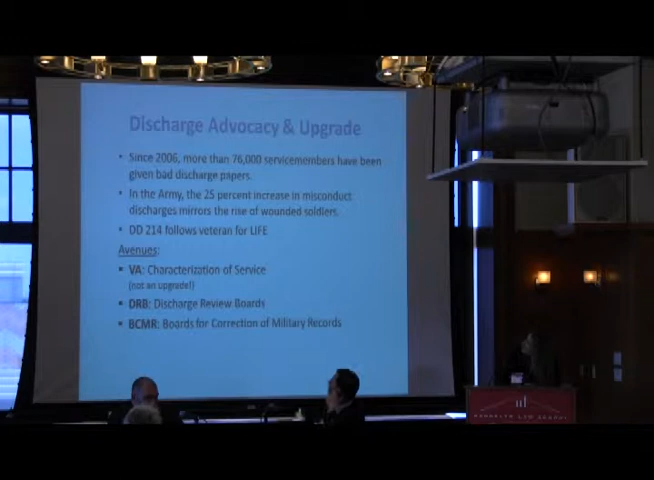 Discharge Advocacy & Upgrade
• Since 2006, more than 76,000 servicemembers have been
given bad discharge papers.
• In the Army, the 25 percent increase in misconduct
discharges mirrors the rise of wounded soldiers.
• DD 214 follows veteran for LIFE
Avenues:
▪ VA: Characterization of Service
(not an upgrade!)
▪ DRB: Discharge Review Boards
▪ BCMR: Boards for Correction of Military Records
BROOKLYN LAW SCHOOL